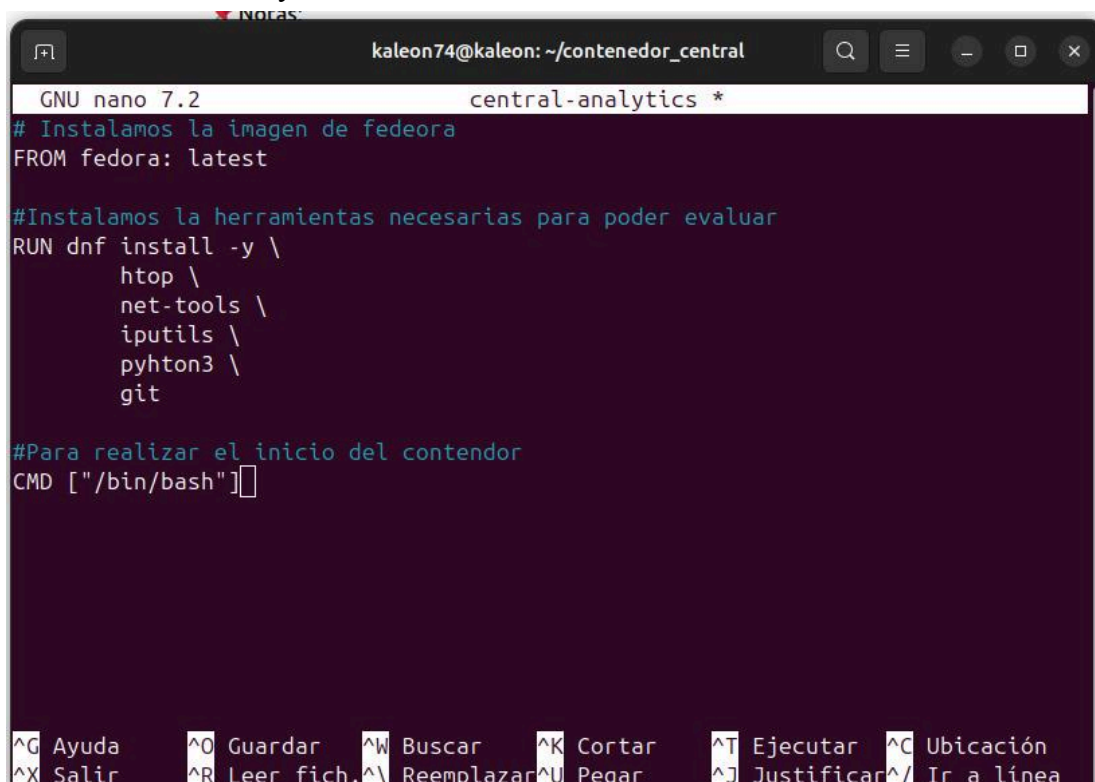 Notas:
kaleon74@kaleon: ~/contenedor_central
GNU nano 7.2 central-analytics *
# Instalamos la imagen de fedeora
FROM fedora: latest
#Instalamos la herramientas necesarias para poder evaluar
RUN dnf install -y \
htop \
net-tools \
iputils \
pyhton3 \
git
#Para realizar el inicio del contendor
CMD ["/bin/bash"]
^G Ayuda ^O Guardar ^W Buscar ^K Cortar ^T Ejecutar ^C Ubicación
^X Salir ^R Leer fich. ^\ Reemplazar ^U Pegar ^J Justificar ^/ Ir a línea